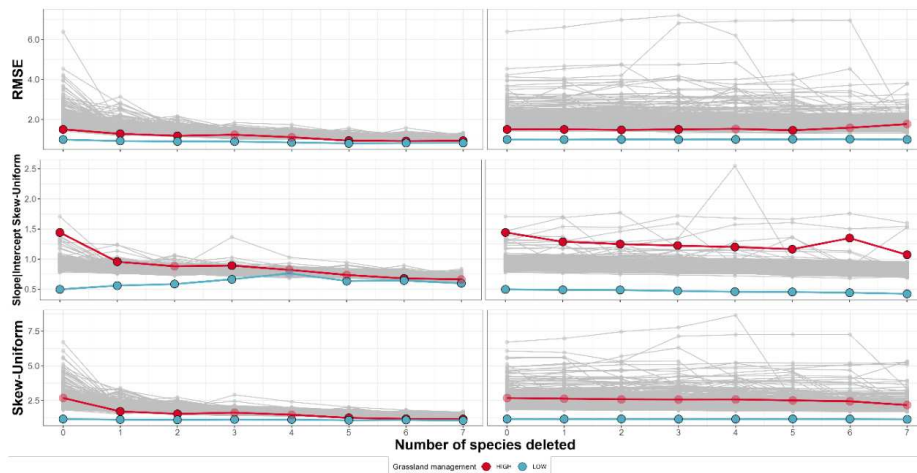 RMSE
6.0
4.0
2.0
Slope|Intercept Skew-Uniform
2.5
2.0
1.5
1.0
0.5
Skew-Uniform
7.5
5.0
2.5
0 1 2 3 4 5 6 7 0 1 2 3 4 5 6 7
Number of species deleted
Grassland management HIGH LOW